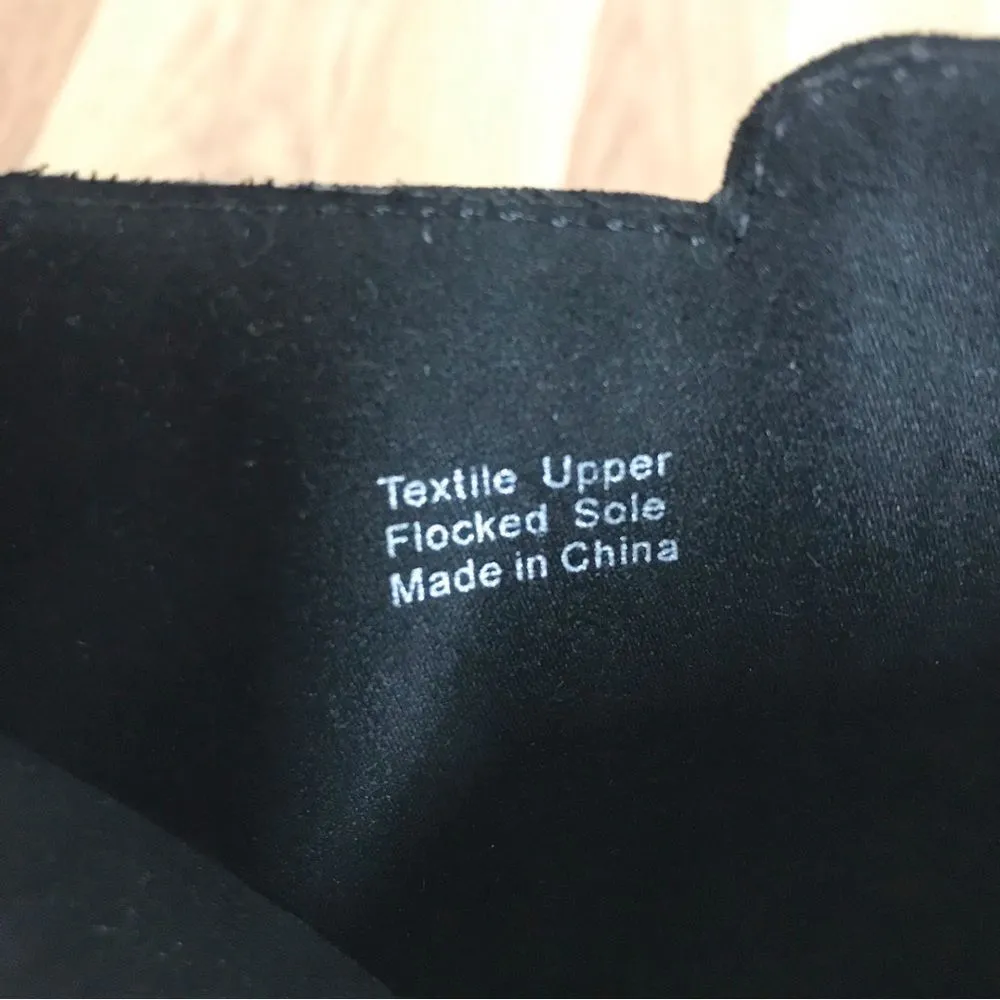 Textile Upper
Flocked Sole
Made in China